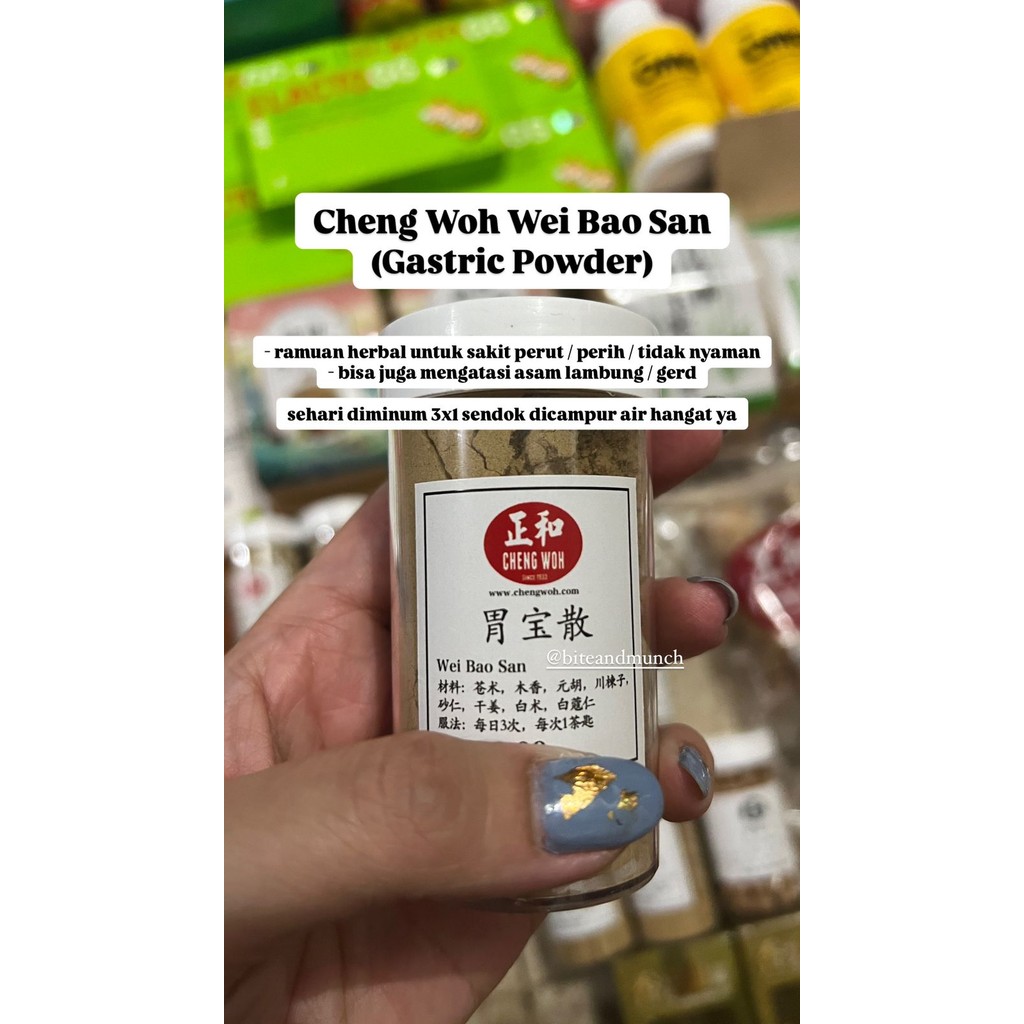 Cheng Woh Wei Bao San
(Gastric Powder)
- ramuan herbal untuk sakit perut / perih / tidak nyaman
- bisa juga mengatasi asam lambung / gerd
sehari diminum 3x1 sendok dicampur air hangat ya
正和
CHENG WOH
SINCE 1933
www.chengwoh.com
胃宝散
@biteandmunch
Wei Bao San
材料: 苍术, 木香, 元胡, 川楝子,
砂仁, 干姜, 白术, 白蔻仁
服法: 每日3次, 每次1茶匙